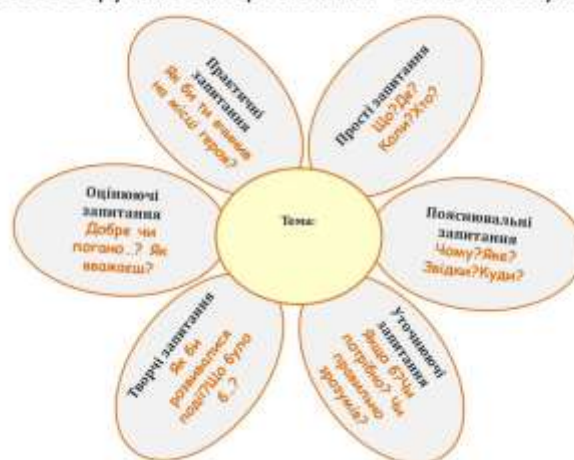 Практичні
запитання
Як би ти вчинив
на місці героя?
Прості запитання
Що?Де?
Коли?Хто?
Оцінюючі
запитання
Добре чи
погано..? Як
вважаєш?
Тема:
Пояснювальні
запитання
Чому?Яке?
Звідки?Куди?
Творчі запитання
Як би
розвивалися
події?Що було
б..?
Уточнюючі
запитання
Якщо б?Чи
потрібно? Чи
правильно
зрозумів?